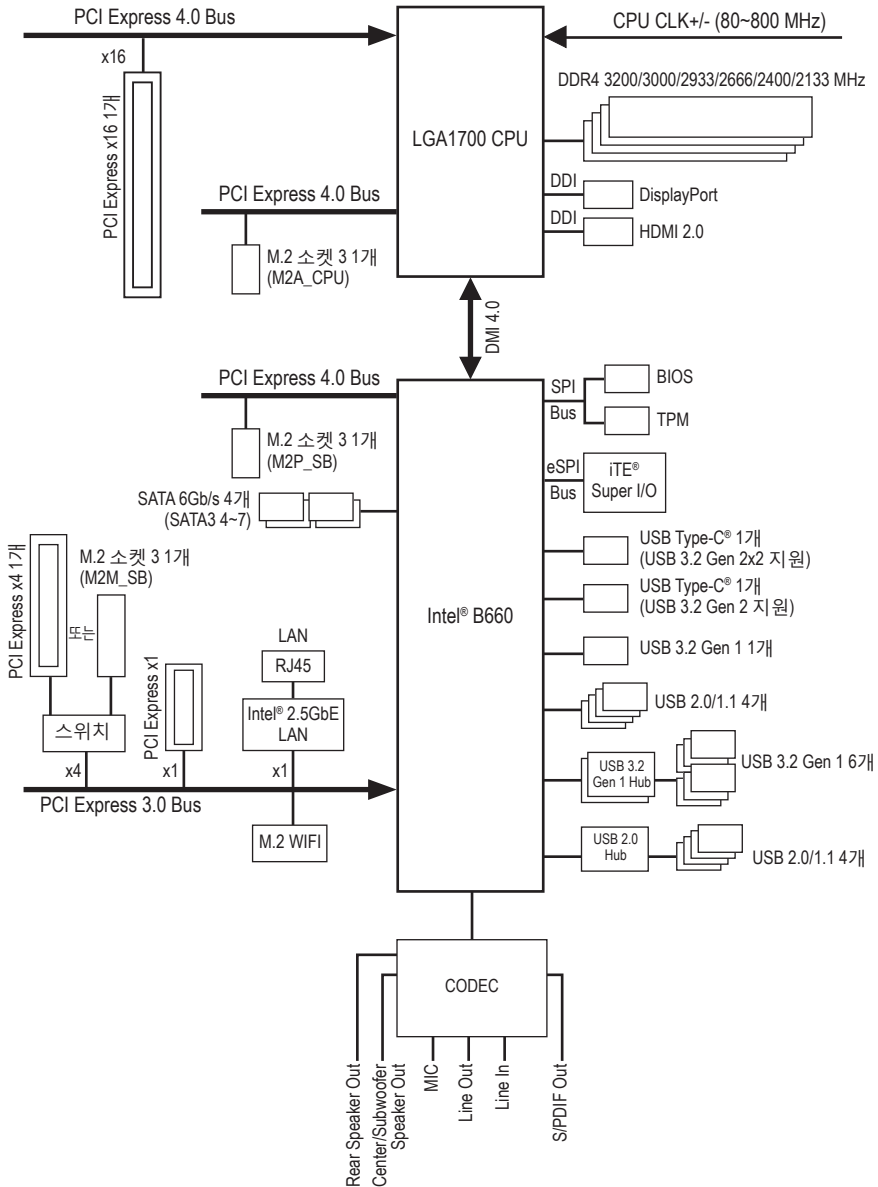 PCI Express 4.0 Bus
CPU CLK+/- (80~800 MHz)
x16
PCI Express x16 1개
DDR4 3200/3000/2933/2666/2400/2133 MHz
LGA1700 CPU
PCI Express 4.0 Bus
DDI
DisplayPort
DDI
HDMI 2.0
M.2 소켓 3 1개
(M2A_CPU)
DMI 4.0
PCI Express 4.0 Bus
SPI
Bus
BIOS
TPM
M.2 소켓 3 1개
(M2P_SB)
eSPI
Bus
iTE®
Super I/O
SATA 6Gb/s 4개
(SATA3 4~7)
USB Type-C® 1개
(USB 3.2 Gen 2x2 지원)
PCI Express x4 1개
M.2 소켓 3 1개
(M2M_SB)
또는
USB Type-C® 1개
(USB 3.2 Gen 2 지원)
Intel® B660
LAN
RJ45
USB 3.2 Gen 1 1개
PCI Express x1
Intel® 2.5GbE
LAN
USB 2.0/1.1 4개
스위치
x4
x1
x1
USB 3.2
Gen 1 Hub
USB 3.2 Gen 1 6개
PCI Express 3.0 Bus
M.2 WIFI
USB 2.0
Hub
USB 2.0/1.1 4개
CODEC
Rear Speaker Out
Center/Subwoofer
Speaker Out
MIC
Line Out
Line In
S/PDIF Out